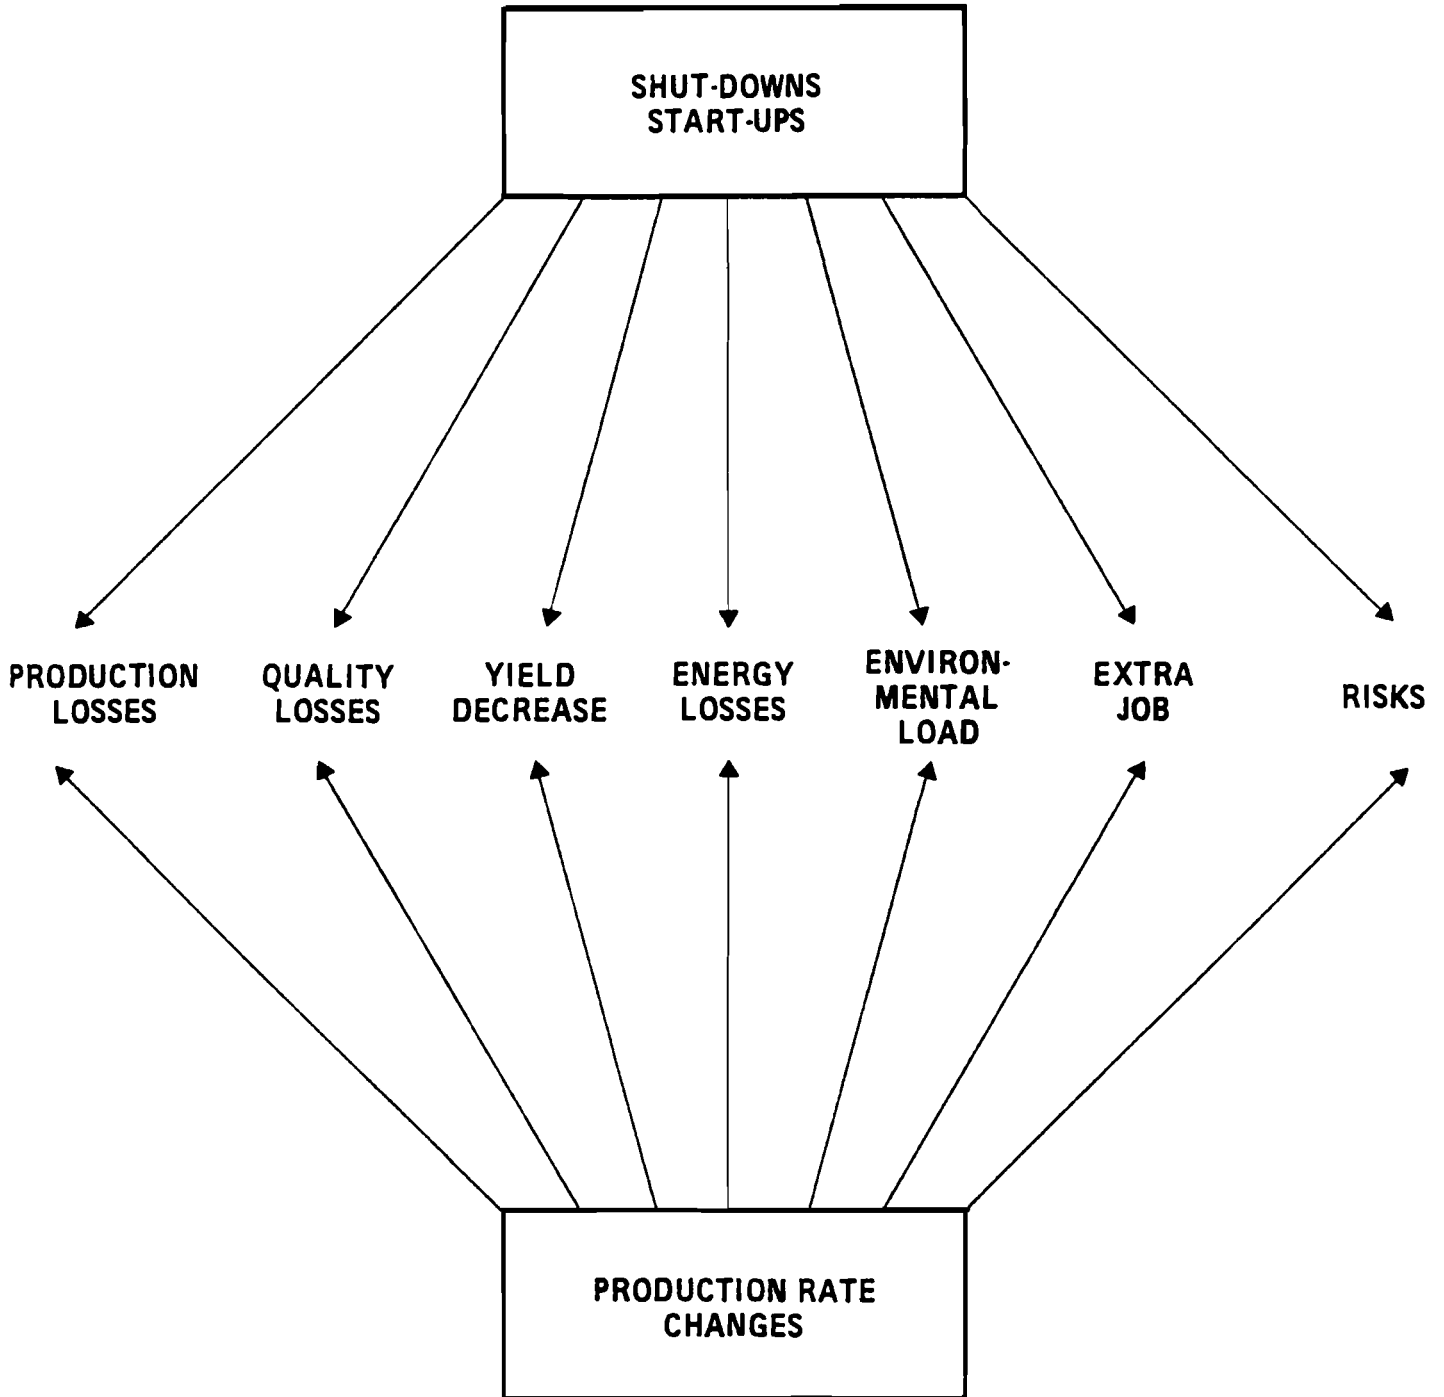 SHUT-DOWNS
START-UPS
PRODUCTION
LOSSES
QUALITY
LOSSES
YIELD
DECREASE
ENERGY
LOSSES
ENVIRON-
MENTAL
LOAD
EXTRA
JOB
RISKS
PRODUCTION RATE
CHANGES